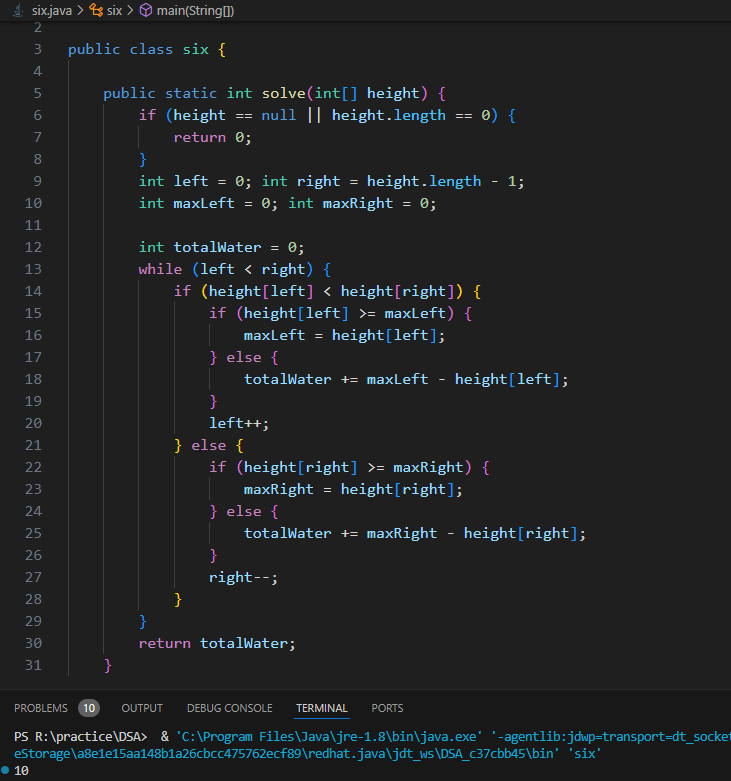 six.java > six > main(String[])
2
3 public class six {
4
5 public static int solve(int[] height) {
6 if (height == null || height.length == 0) {
7 return 0;
8 }
9 int left = 0; int right = height.length - 1;
10 int maxLeft = 0; int maxRight = 0;
11
12 int totalWater = 0;
13 while (left < right) {
14 if (height[left] < height[right]) {
15 if (height[left] >= maxLeft) {
16 maxLeft = height[left];
17 } else {
18 totalWater += maxLeft - height[left];
19 }
20 left++;
21 } else {
22 if (height[right] >= maxRight) {
23 maxRight = height[right];
24 } else {
25 totalWater += maxRight - height[right];
26 }
27 right--;
28 }
29 }
30 return totalWater;
31 }
PROBLEMS 10 OUTPUT DEBUG CONSOLE TERMINAL PORTS
PS R:\practice\DSA> & 'C:\Program Files\Java\jre-1.8\bin\java.exe' '-agentlib:jdwp=transport=dt_socket
eStorage\a8e1e15aa148b1a26cbcc475762ecf89\redhat.java\jdt_ws\DSA_c37cbb45\bin' 'six'
10